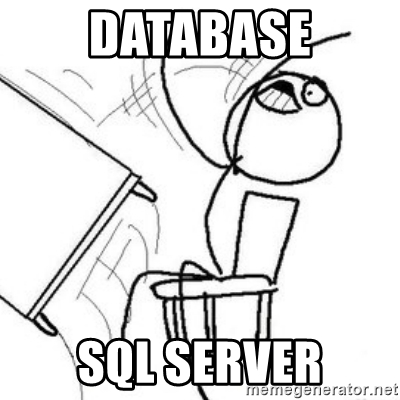 DATABASE
SQL SERVER
memegenerator.net